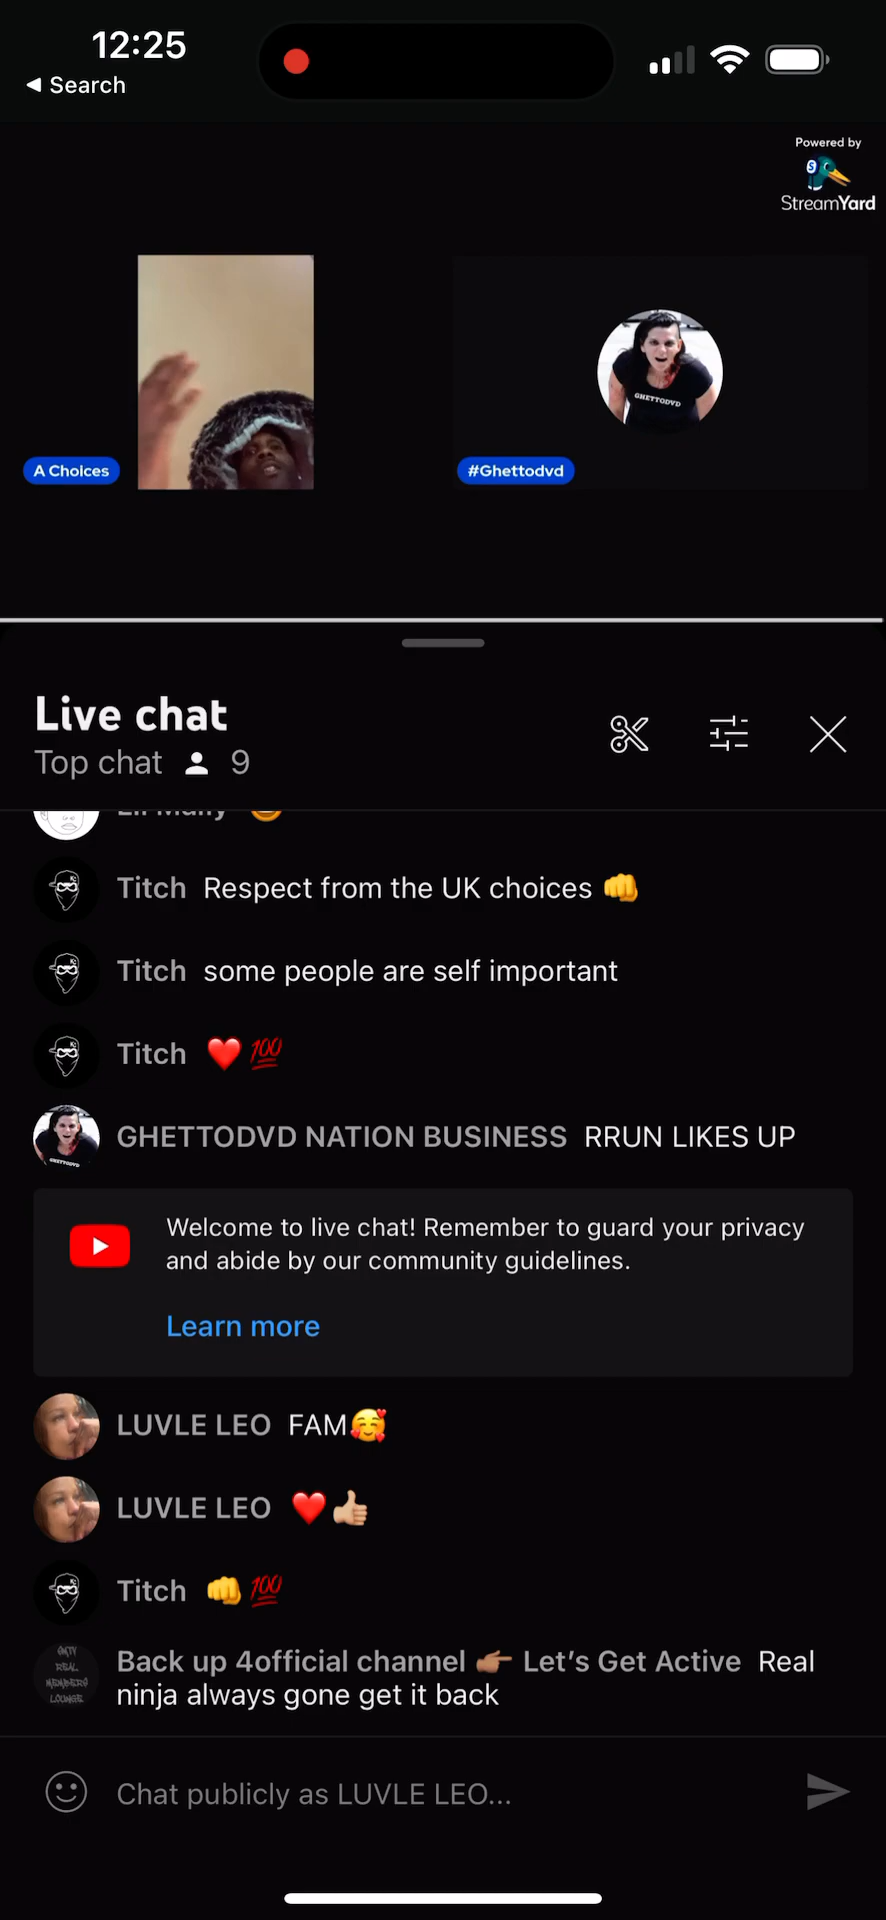 12:25
Search
Powered by
StreamYard
GHETTODVD
A Choices
#Ghettodvd
Live chat
Top chat 9
Titch Respect from the UK choices 👊
Titch some people are self important
Titch ❤️ 💯
GHETTODVD NATION BUSINESS RRUN LIKES UP
Welcome to live chat! Remember to guard your privacy
and abide by our community guidelines.
Learn more
LUVLE LEO FAM🥰
LUVLE LEO ❤️👍🏼
Titch 👊 💯
Back up 4official channel 👉🏽 Let's Get Active Real
ninja always gone get it back
Chat publicly as LUVLE LEO...